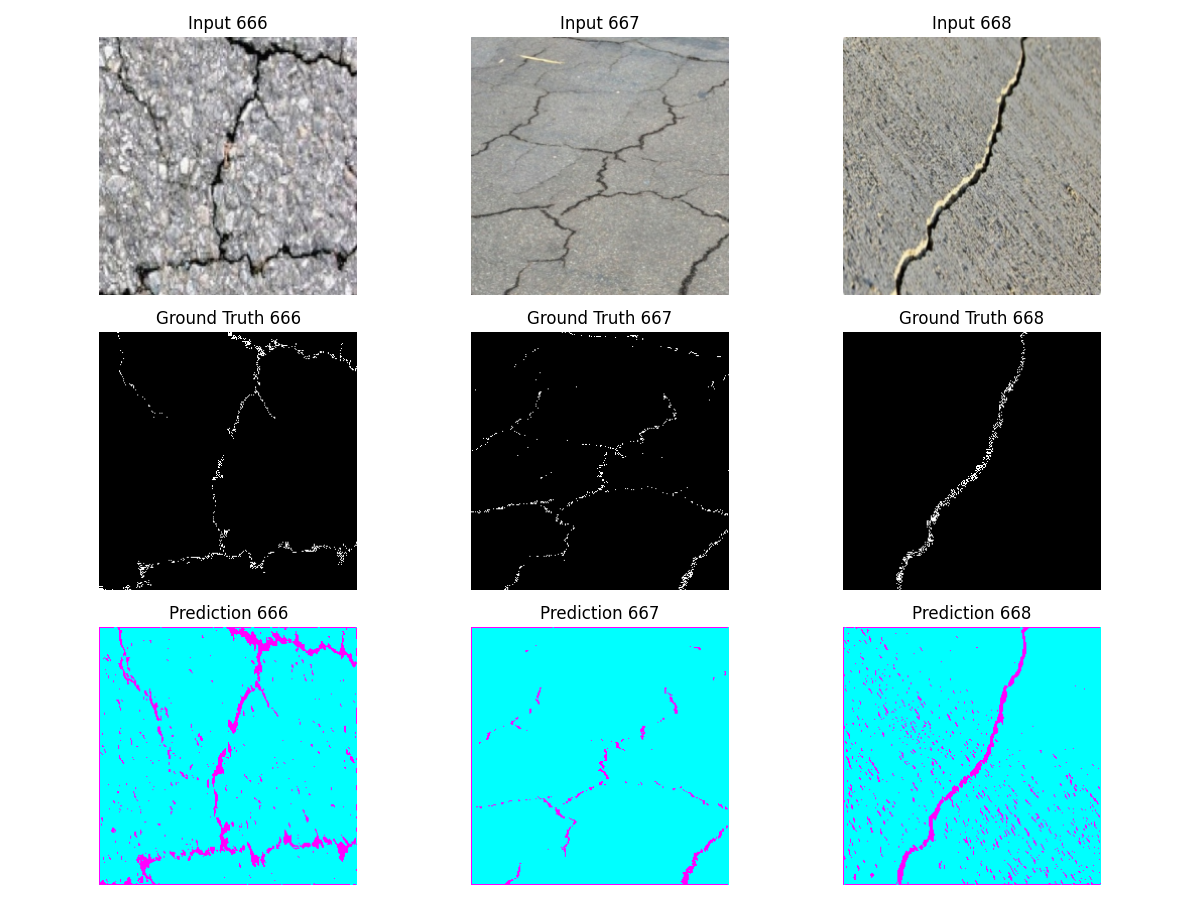 Input 666
Input 667
Input 668
Ground Truth 666
Ground Truth 667
Ground Truth 668
Prediction 666
Prediction 667
Prediction 668